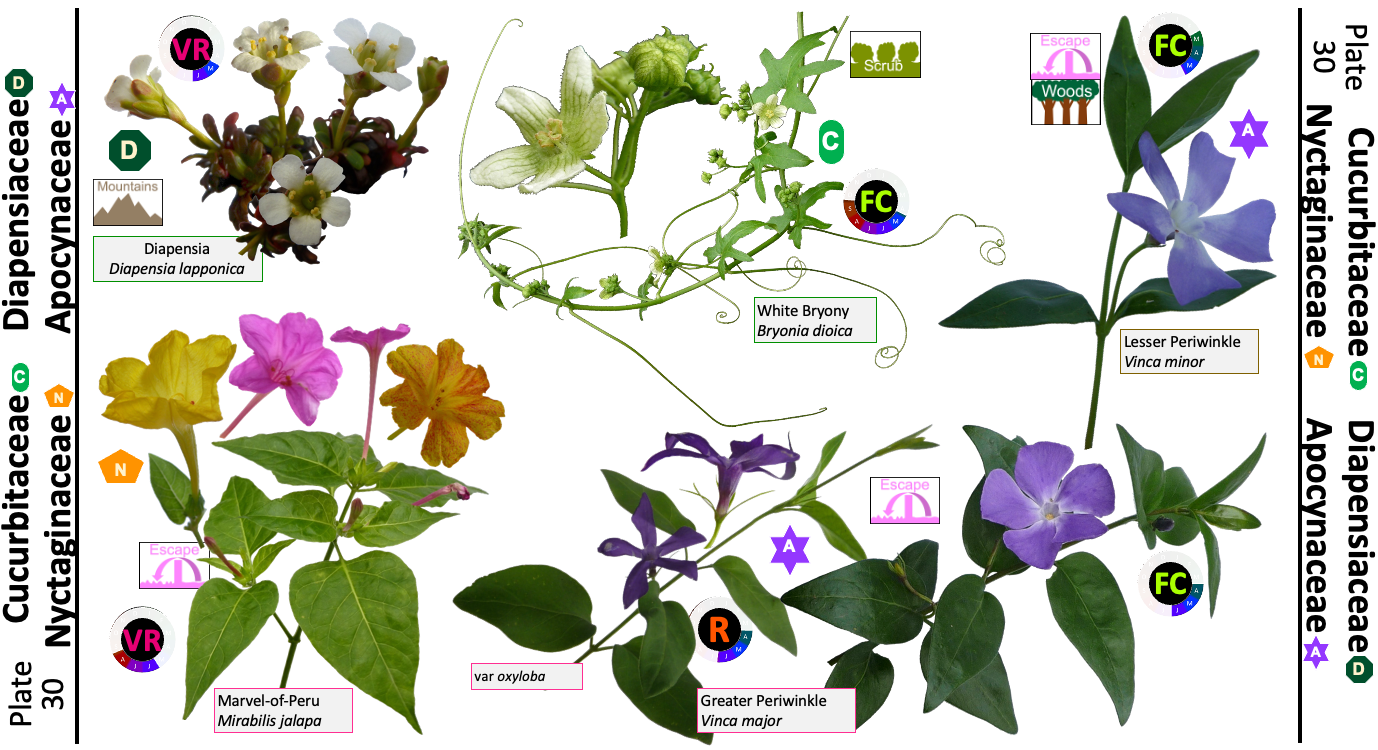 Plate
30
Diapensiaceae D
Apocynaceae A
Cucurbitaceae C
Nyctaginaceae N
VR
J M
D
Mountains
Diapensia
Diapensia lapponica
Scrub
C
FC
S A J J M
White Bryony
Bryonia dioica
Escape
Woods
FC
M A M
A
Lesser Periwinkle
Vinca minor
N
Escape
VR
A J J
Marvel-of-Peru
Mirabilis jalapa
var oxyloba
R
A M J
A
Escape
Greater Periwinkle
Vinca major
FC
A M J
Plate
30
Cucurbitaceae C
Nyctaginaceae N
Diapensiaceae D
Apocynaceae A